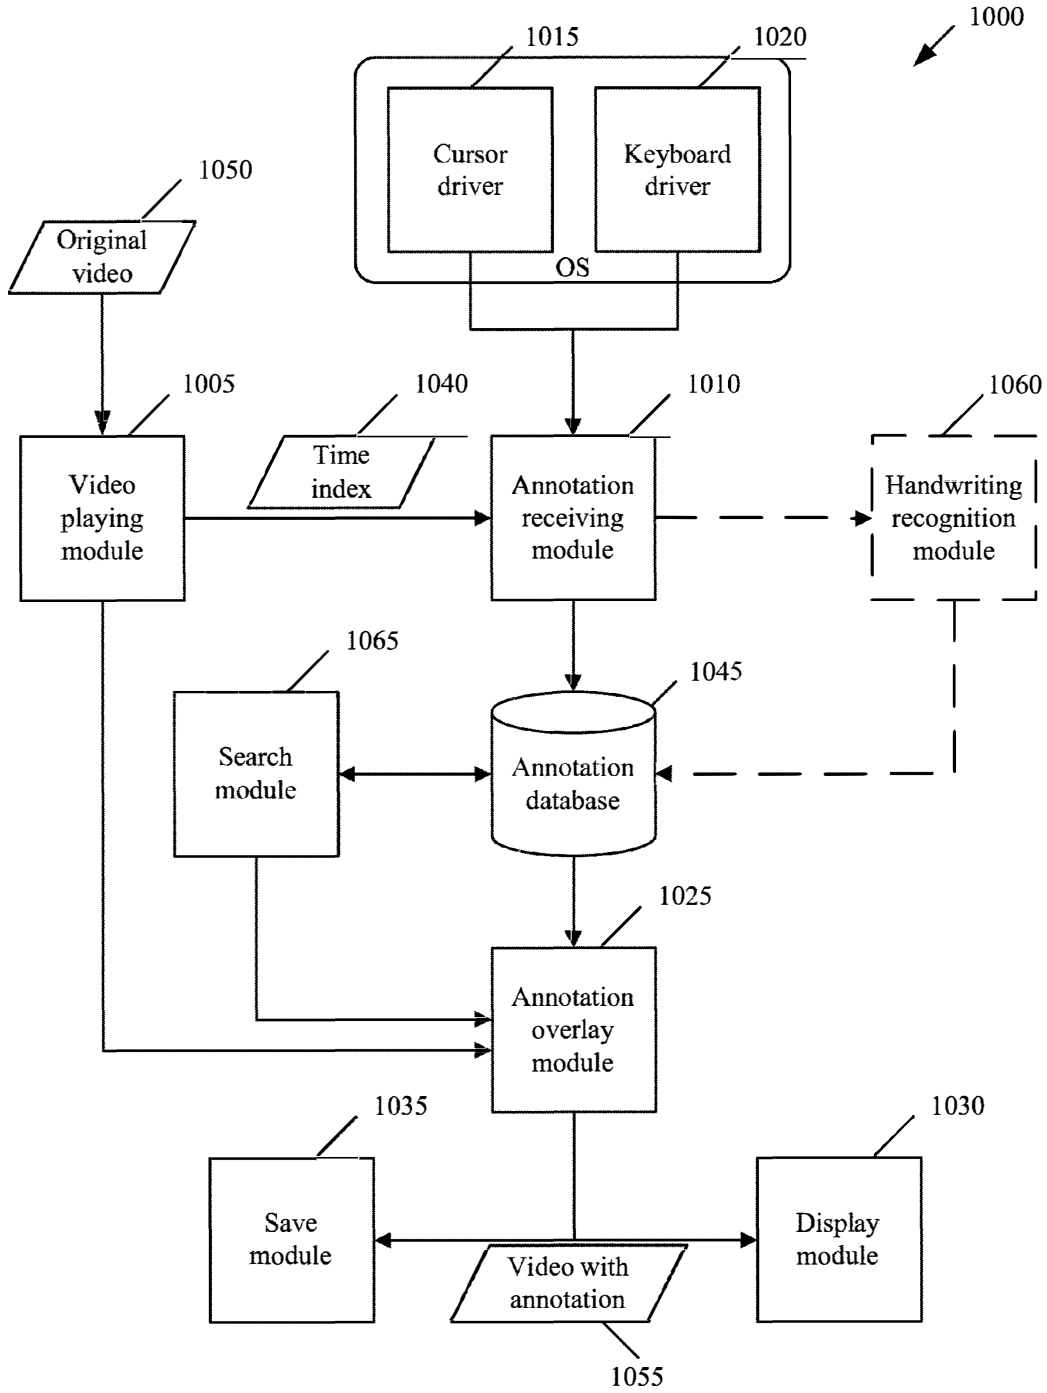 1000
1015
1020
Cursor
driver
Keyboard
driver
OS
1050
Original
video
1005
1040
1010
1060
Video
playing
module
Time
index
Annotation
receiving
module
Handwriting
recognition
module
1065
1045
Search
module
Annotation
database
1025
Annotation
overlay
module
1035
1030
Save
module
Display
module
Video with
annotation
1055